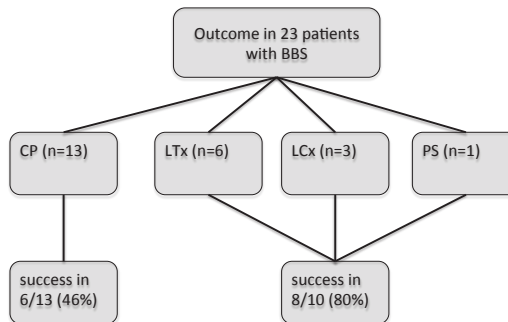 Outcome in 23 patients
with BBS
CP (n=13)
LTx (n=6)
LCx (n=3)
PS (n=1)
success in
6/13 (46%)
success in
8/10 (80%)